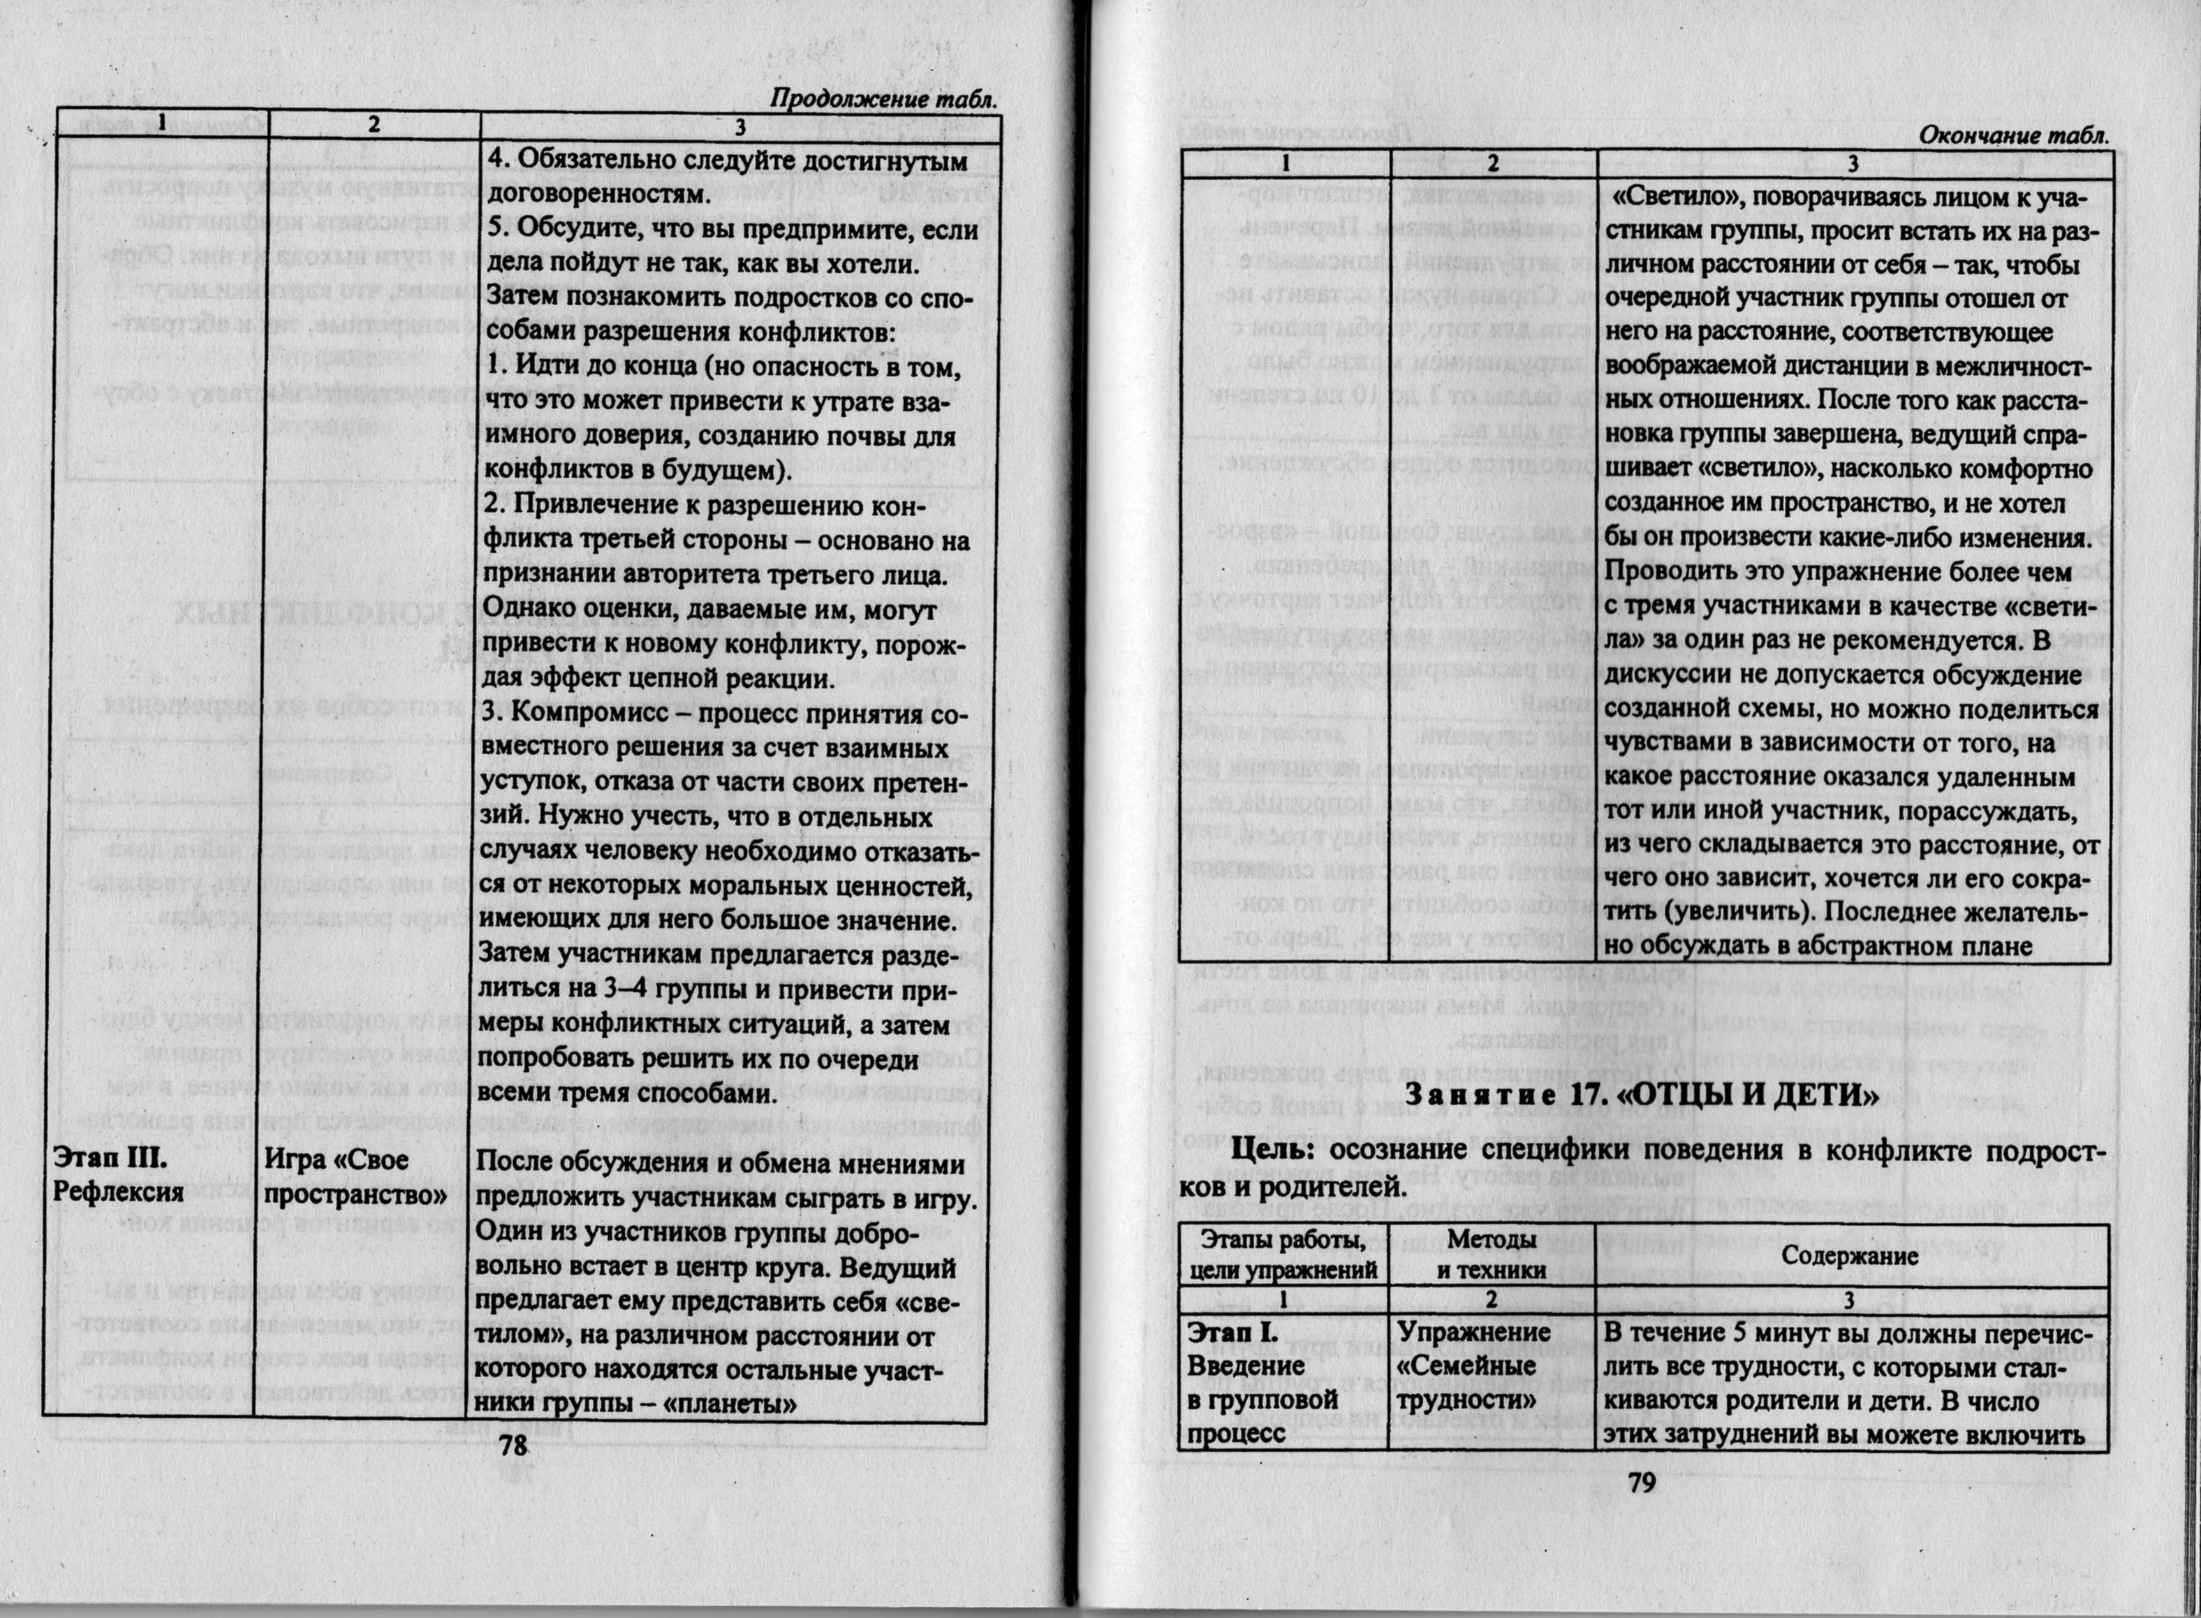 Продолжение табл.
1 2 3
4. Обязательно следуйте достигнутым
договоренностям.
5. Обсудите, что вы предпримите, если
дела пойдут не так, как вы хотели.
Затем познакомить подростков со спо-
собами разрешения конфликтов:
1. Идти до конца (но опасность в том,
что это может привести к утрате вза-
имного доверия, созданию почвы для
конфликтов в будущем).
2. Привлечение к разрешению кон-
фликта третьей стороны – основано на
признании авторитета третьего лица.
Однако оценки, даваемые им, могут
привести к новому конфликту, порож-
дая эффект цепной реакции.
3. Компромисс – процесс принятия со-
вместного решения за счет взаимных
уступок, отказа от части своих претен-
зий. Нужно учесть, что в отдельных
случаях человеку необходимо отказать-
ся от некоторых моральных ценностей,
имеющих для него большое значение.
Затем участникам предлагается разде-
литься на 3–4 группы и привести при-
меры конфликтных ситуаций, а затем
попробовать решить их по очереди
всеми тремя способами.
Этап III.
Рефлексия
Игра «Свое
пространство»
После обсуждения и обмена мнениями
предложить участникам сыграть в игру.
Один из участников группы добро-
вольно встает в центр круга. Ведущий
предлагает ему представить себя «све-
тилом», на различном расстоянии от
которого находятся остальные участ-
ники группы – «планеты»
78
Окончание табл.
1 2 3
«Светило», поворачиваясь лицом к уча-
стникам группы, просит встать их на раз-
личном расстоянии от себя – так, чтобы
очередной участник группы отошел от
него на расстояние, соответствующее
воображаемой дистанции в межличност-
ных отношениях. После того как расста-
новка группы завершена, ведущий спра-
шивает «светило», насколько комфортно
созданное им пространство, и не хотел
бы он произвести какие-либо изменения.
Проводить это упражнение более чем
с тремя участниками в качестве «свети-
ла» за один раз не рекомендуется. В
дискуссии не допускается обсуждение
созданной схемы, но можно поделиться
чувствами в зависимости от того, на
какое расстояние оказался удаленным
тот или иной участник, порассуждать,
из чего складывается это расстояние, от
чего оно зависит, хочется ли его сокра-
тить (увеличить). Последнее желатель-
но обсуждать в абстрактном плане
Занятие 17. «ОТЦЫ И ДЕТИ»
Цель: осознание специфики поведения в конфликте подрост-
ков и родителей.
Этапы работы,
цели упражнений
Методы
и техники
Содержание
1 2 3
Этап I.
Введение
в групповой
процесс
Упражнение
«Семейные
трудности»
В течение 5 минут вы должны перечис-
лить все трудности, с которыми стал-
киваются родители и дети. В число
этих затруднений вы можете включить
79